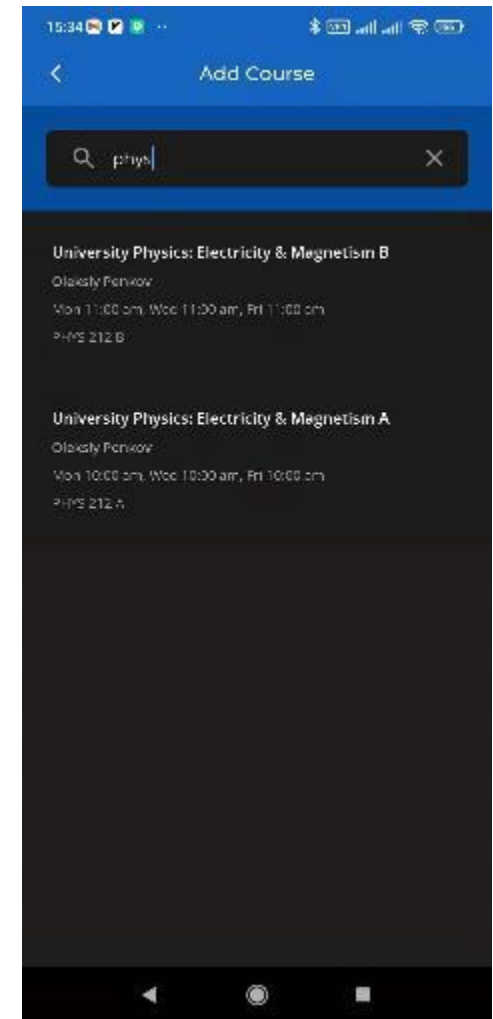 15:34
Add Course
phys
University Physics: Electricity & Magnetism B
Oleksiy Penkov
Mon 11:00 am, Wed 11:00 am, Fri 11:00 am
PHYS 212 B
University Physics: Electricity & Magnetism A
Oleksiy Penkov
Mon 10:00 am, Wed 10:00 am, Fri 10:00 am
PHYS 212 A